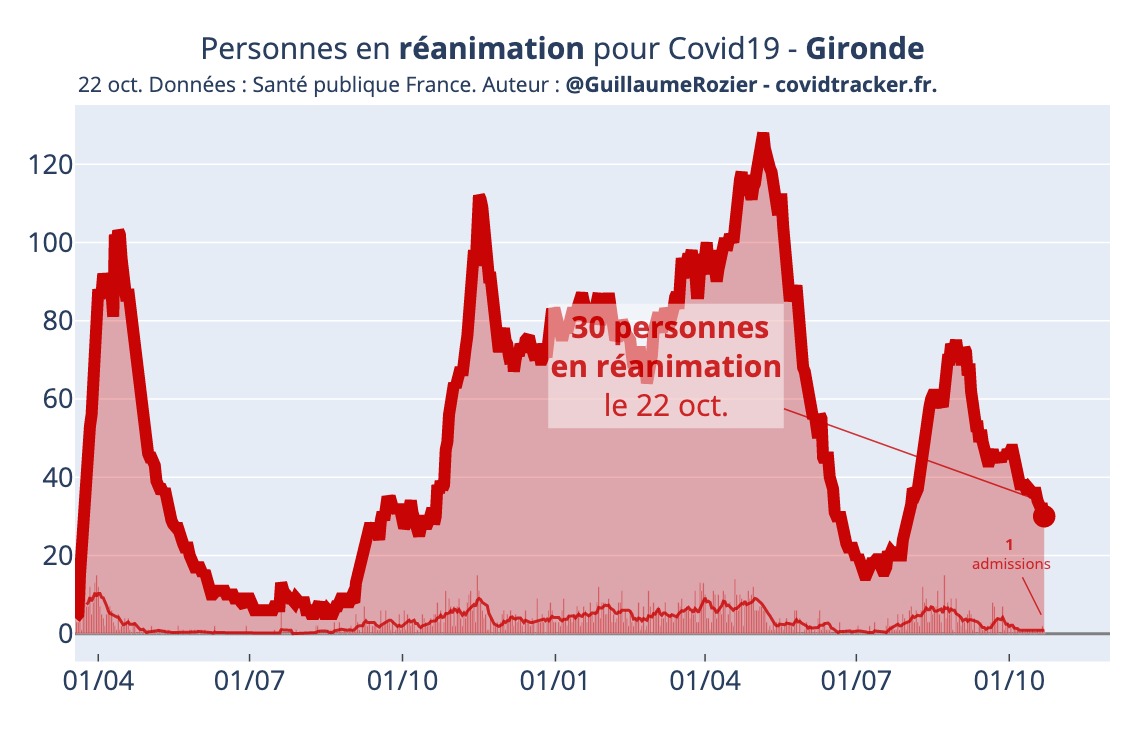 Personnes en réanimation pour Covid19 - Gironde
22 oct. Données : Santé publique France. Auteur : @GuillaumeRozier - covidtracker.fr.
120
100
80
60
40
20
0
30 personnes
en réanimation
le 22 oct.
1
admissions
01/04
01/07
01/10
01/01
01/04
01/07
01/10